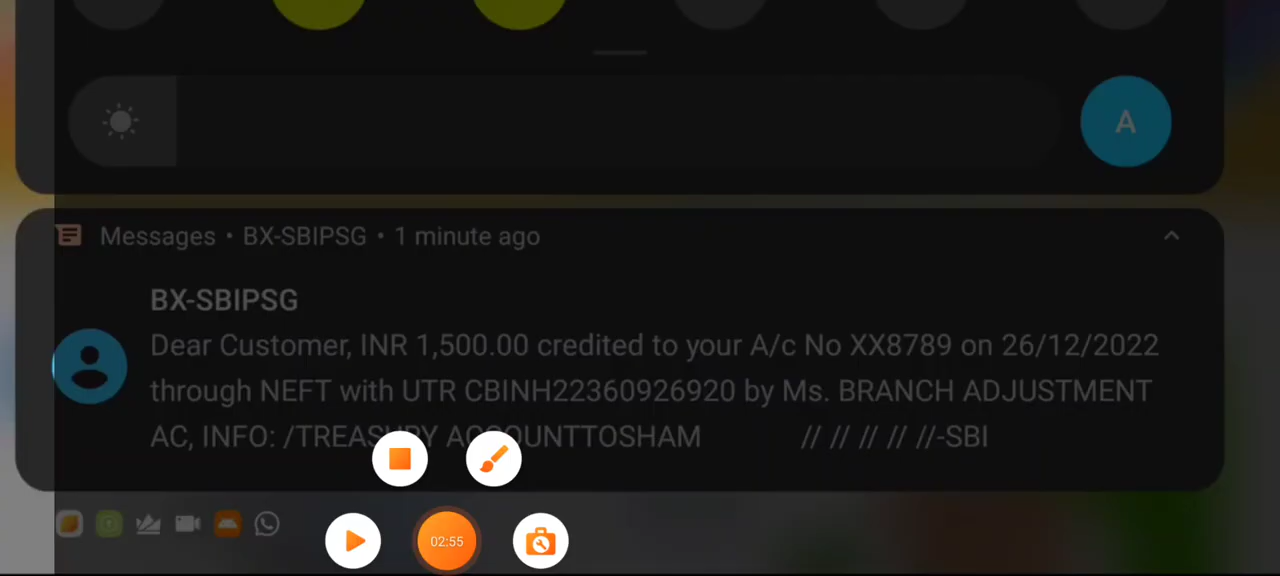 A
Messages • BX-SBIPSG • 1 minute ago
BX-SBIPSG
Dear Customer, INR 1,500.00 credited to your A/c No XX8789 on 26/12/2022
through NEFT with UTR CBINH22360926920 by Ms. BRANCH ADJUSTMENT
AC, INFO: /TREASURY ACCOUNTTOSHAM // // // // //-SBI
02:55